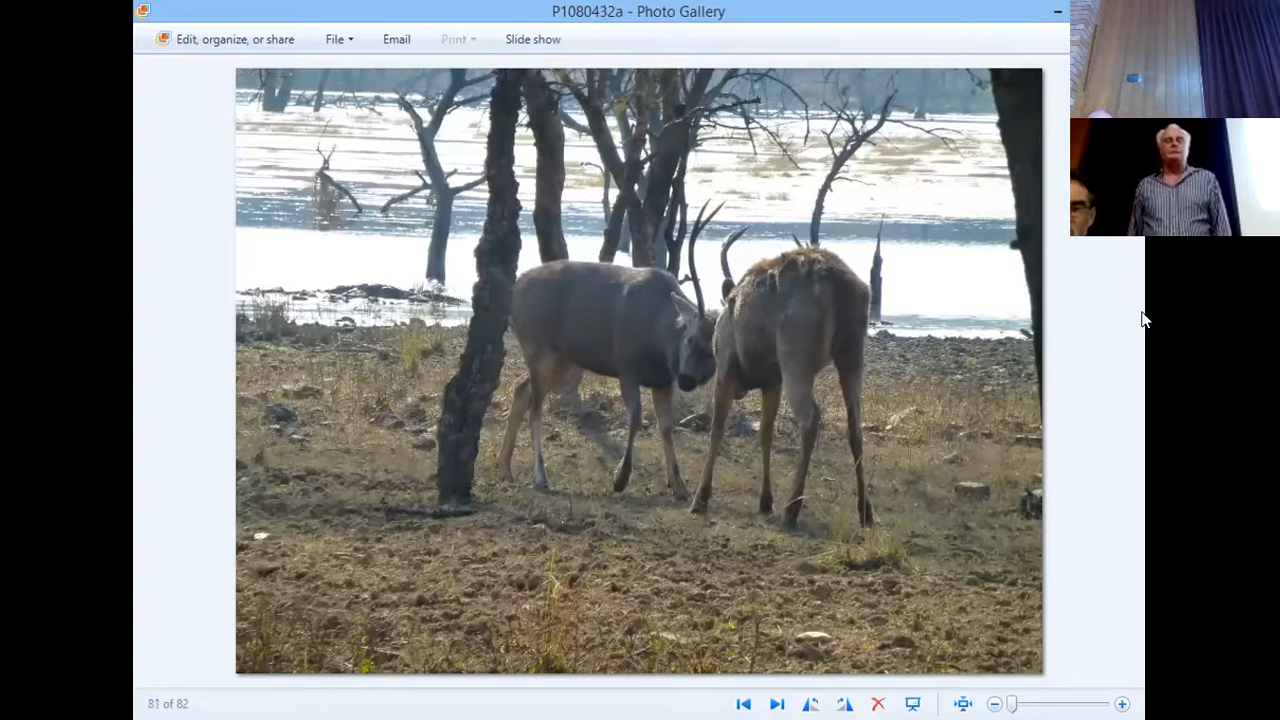 P1080432a - Photo Gallery
Edit, organize, or share File Email Print Slide show
81 of 82